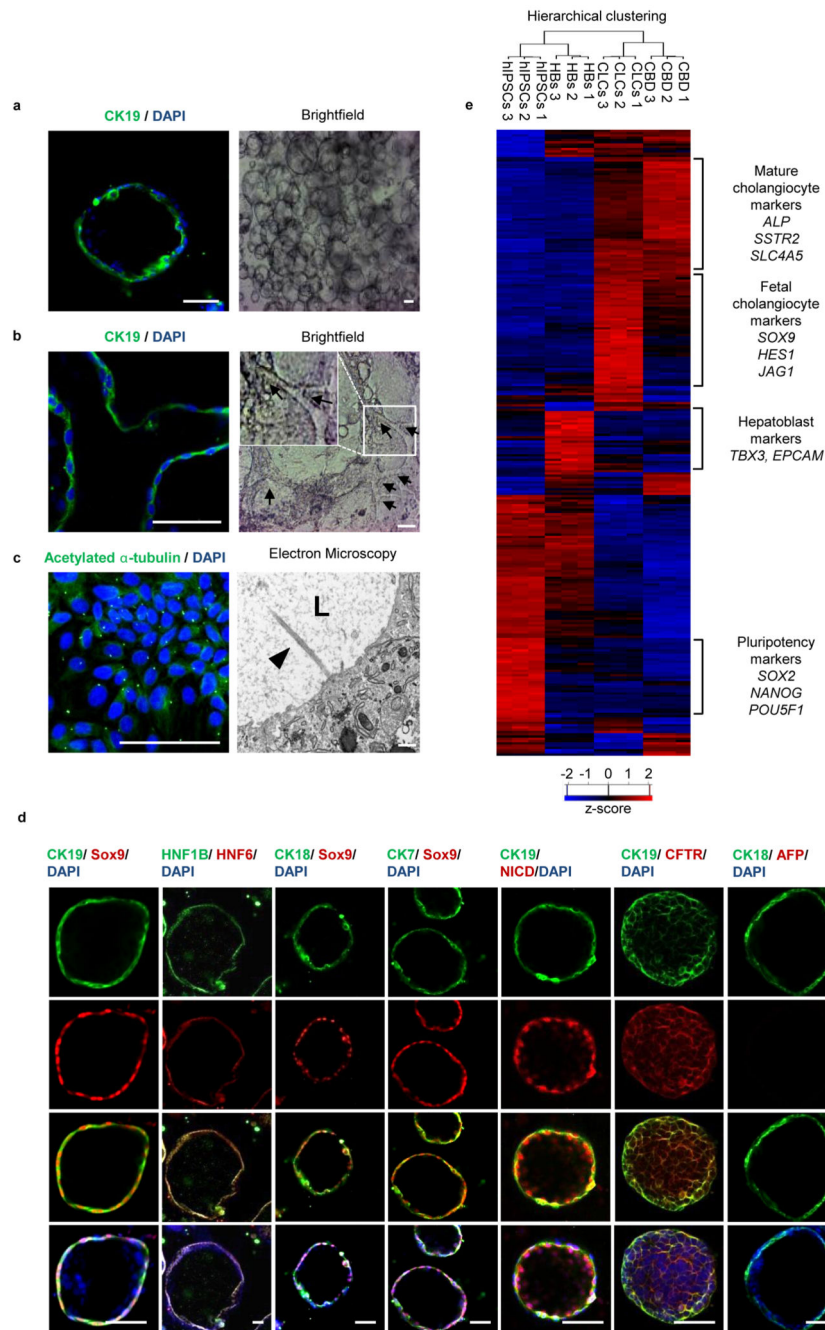 a
CK19 / DAPI
Brightfield
b
CK19 / DAPI
Brightfield
c
Acetylated α-tubulin / DAPI
Electron Microscopy
L
e
Hierarchical clustering
hIPSCs 3
hIPSCs 2
hIPSCs 1
HBs 3
HBs 2
HBs 1
CLCs 3
CLCs 2
CLCs 1
CBD 3
CBD 2
CBD 1
Mature
cholangiocyte
markers
ALP
SSTR2
SLC4A5
Fetal
cholangiocyte
markers
SOX9
HES1
JAG1
Hepatoblast
markers
TBX3, EPCAM
Pluripotency
markers
SOX2
NANOG
POU5F1
-2 -1 0 1 2
z-score
d
CK19/ Sox9/
DAPI
HNF1B/ HNF6/
DAPI
CK18/ Sox9/
DAPI
CK7/ Sox9/
DAPI
CK19/
NICD/DAPI
CK19/ CFTR/
DAPI
CK18/ AFP/
DAPI